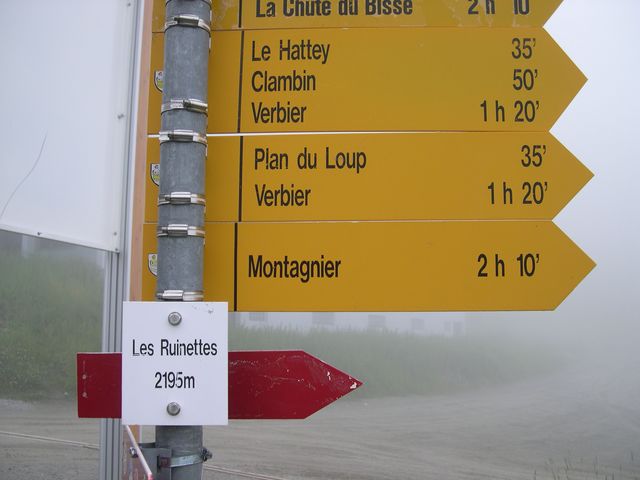 La Chute du Bisse 2 h 10'
Le Hattey 35'
Clambin 50'
Verbier 1 h 20'
Plan du Loup 35'
Verbier 1 h 20'
Montagnier 2 h 10'
Les Ruinettes
2195m